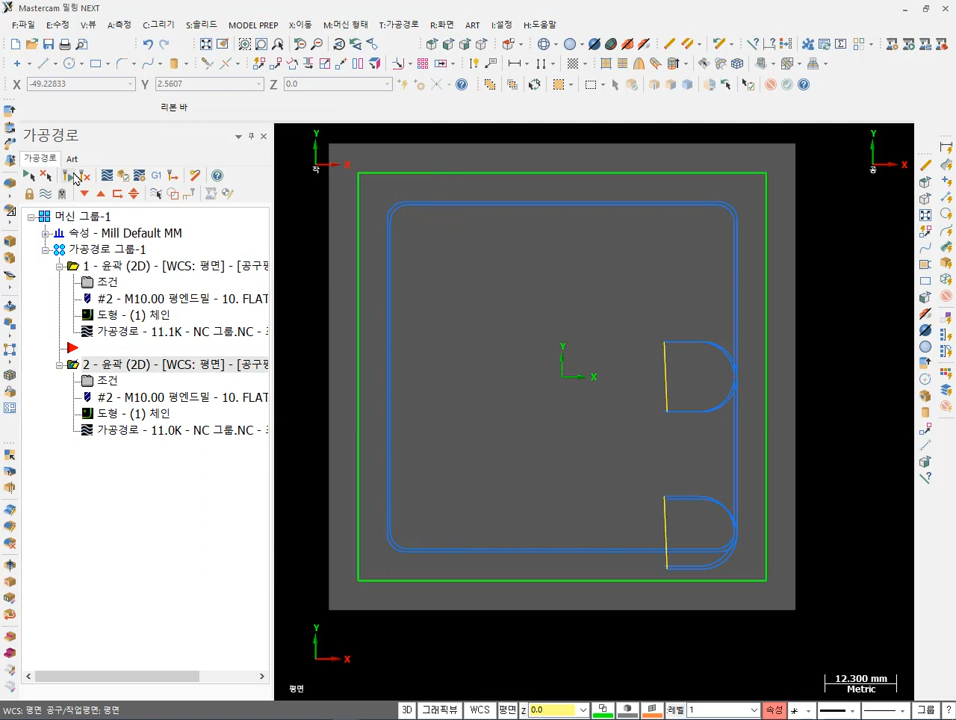 Mastercam 밀링 NEXT
F:파일 E:수정 V:뷰 A:측정 C:그리기 S:솔리드 MODEL PREP X:이동 M:머신 형태 T:가공경로 R:화면 ART I:설정 H:도움말
X -49.22833 Y 2.5607 Z 0.0
리본 바
가공경로
가공경로 Art
G1
머신 그룹-1
속성 - Mill Default MM
가공경로 그룹-1
1 - 윤곽 (2D) - [WCS: 평면] - [공구평
조건
#2 - M10.00 평엔드밀 - 10. FLAT
도형 - (1) 체인
가공경로 - 11.1K - NC 그룹.NC - 프
2 - 윤곽 (2D) - [WCS: 평면] - [공구평
조건
#2 - M10.00 평엔드밀 - 10. FLAT
도형 - (1) 체인
가공경로 - 11.0K - NC 그룹.NC - 프
Y
X
Y
X
Y
X
Y
X
평면
12.300 mm
Metric
WCS: 평면 공구/작업평면: 평면
3D 그래픽뷰 WCS 평면 Z 0.0 레벨 1 속성 그룹 ?